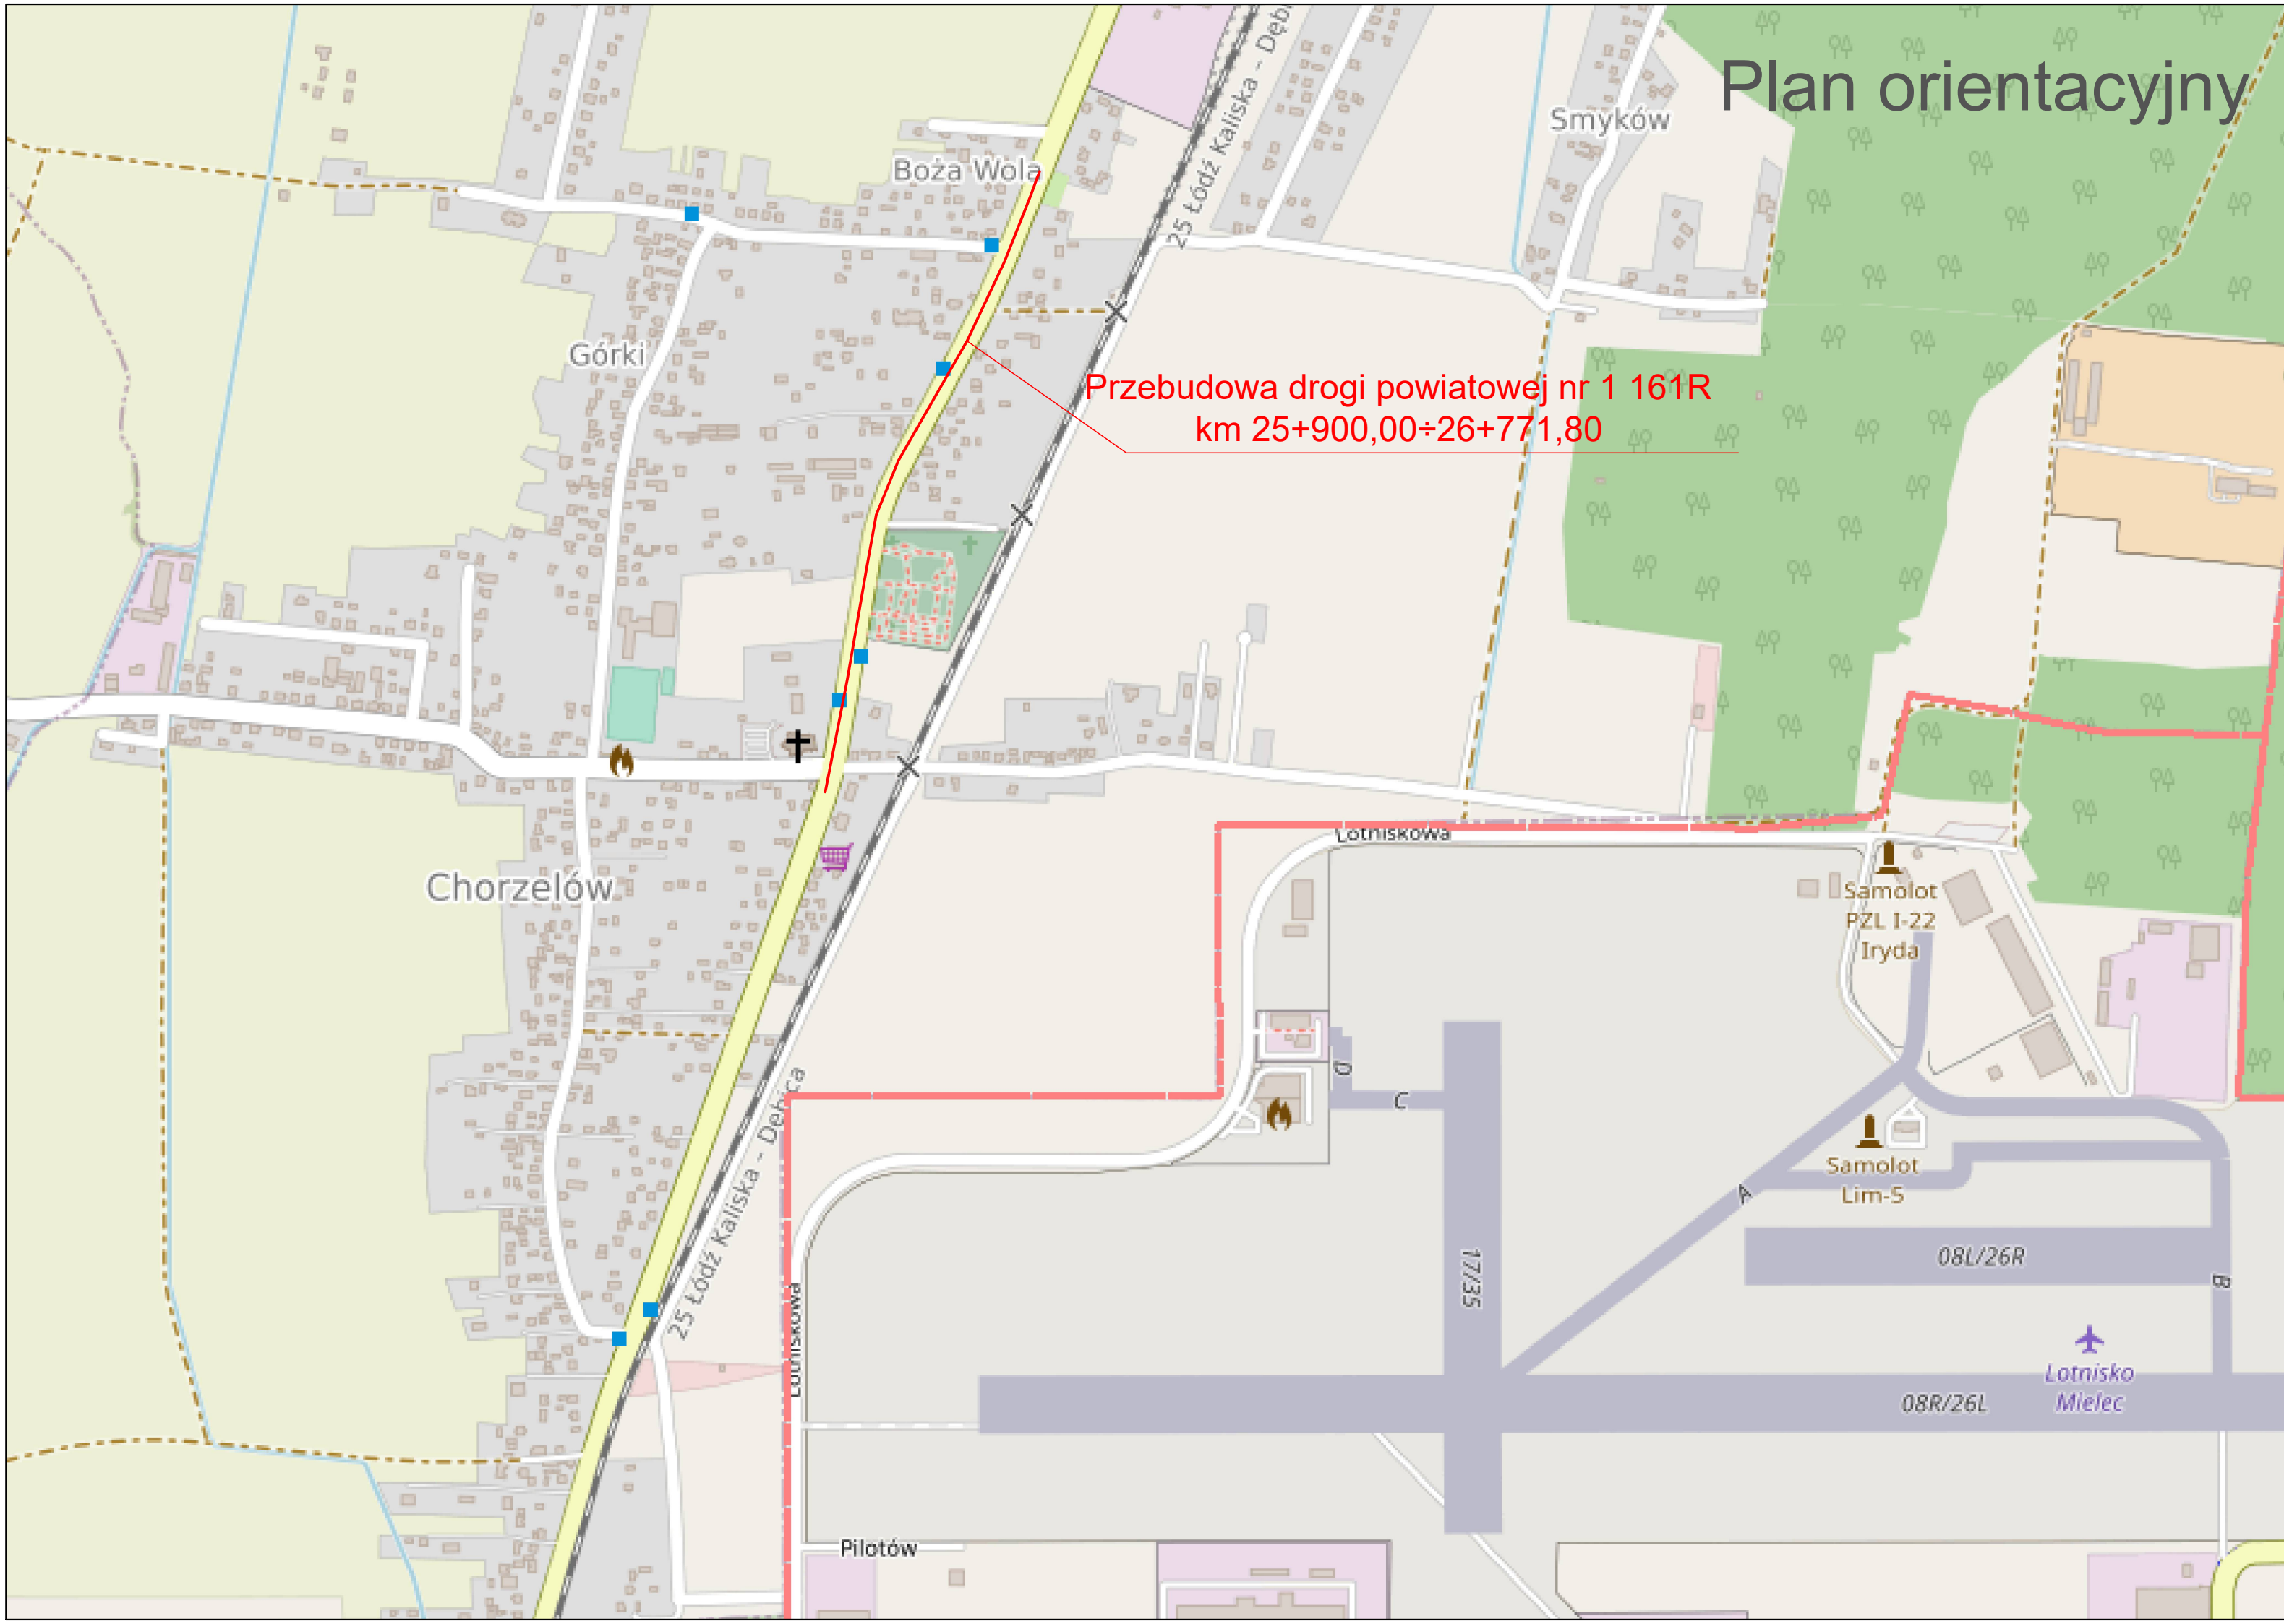 Plan orientacyjny
25 Łódź Kaliska - Dębi
Smyków
Boża Wola
Górki
Przebudowa drogi powiatowej nr 1 161R
km 25+900,00÷26+771,80
Lotniskowa
Chorzelów
Samolot
PZL I-22
Iryda
D
C
25 Łódź Kaliska - Dębica
A
Samolot
Lim-5
17/35
08L/26R
B
Lotniskowa
Lotnisko
Mielec
08R/26L
Pilotów